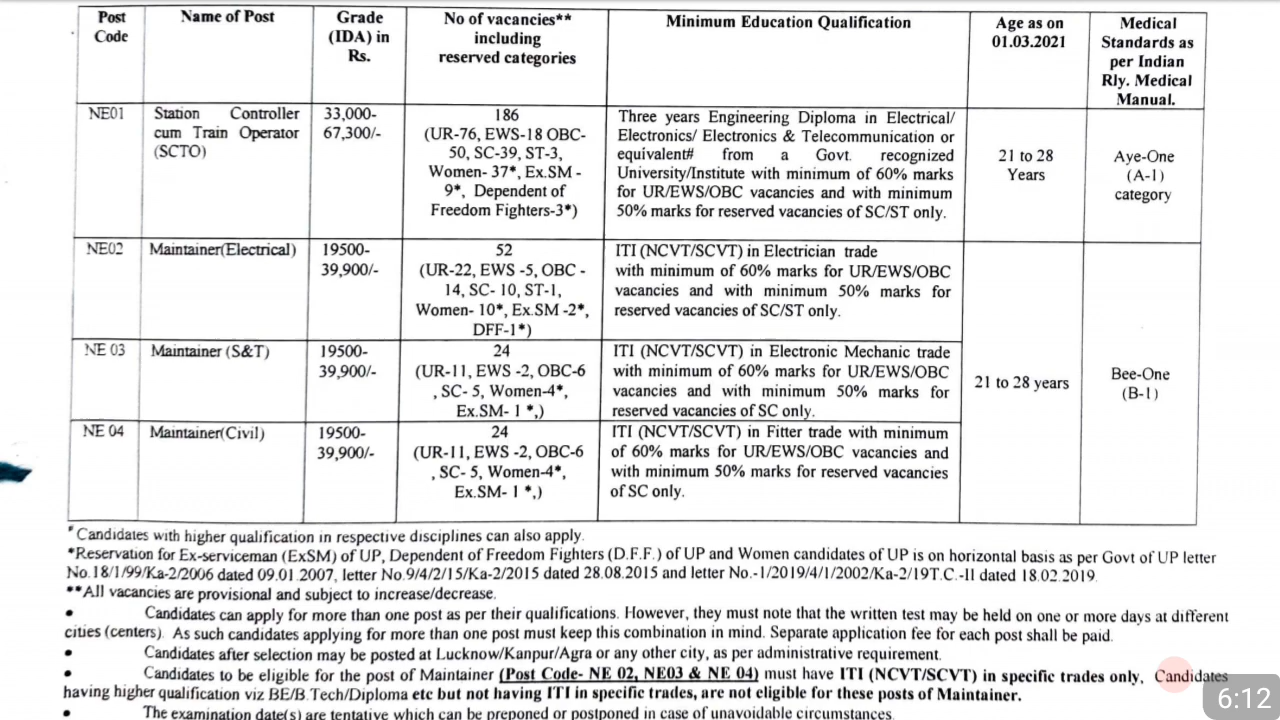 Post Code
Name of Post
Grade (IDA) in Rs.
No of vacancies** including reserved categories
Minimum Education Qualification
Age as on 01.03.2021
Medical Standards as per Indian Rly. Medical Manual.
NE01
Station Controller
cum Train Operator
(SCTO)
33,000-
67,300/-
186
(UR-76, EWS-18 OBC-
50, SC-39, ST-3,
Women- 37*, Ex.SM -
9*, Dependent of
Freedom Fighters-3*)
Three years Engineering Diploma in Electrical/
Electronics/ Electronics & Telecommunication or
equivalent# from a Govt. recognized
University/Institute with minimum of 60% marks
for UR/EWS/OBC vacancies and with minimum
50% marks for reserved vacancies of SC/ST only.
21 to 28
Years
Aye-One
(A-1)
category
NE02
Maintainer(Electrical)
19500-
39,900/-
52
(UR-22, EWS -5, OBC -
14, SC- 10, ST-1,
Women- 10*, Ex.SM -2*,
DFF-1*)
ITI (NCVT/SCVT) in Electrician trade
with minimum of 60% marks for UR/EWS/OBC
vacancies and with minimum 50% marks for
reserved vacancies of SC/ST only.
NE 03
Maintainer (S&T)
19500-
39,900/-
24
(UR-11, EWS -2, OBC-6
, SC- 5, Women-4*,
Ex.SM- 1 *,)
ITI (NCVT/SCVT) in Electronic Mechanic trade
with minimum of 60% marks for UR/EWS/OBC
vacancies and with minimum 50% marks for
reserved vacancies of SC only.
21 to 28 years
Bee-One
(B-1)
NE 04
Maintainer(Civil)
19500-
39,900/-
24
(UR-11, EWS -2, OBC-6
, SC- 5, Women-4*,
Ex.SM- 1 *,)
ITI (NCVT/SCVT) in Fitter trade with minimum
of 60% marks for UR/EWS/OBC vacancies and
with minimum 50% marks for reserved vacancies
of SC only.
#Candidates with higher qualification in respective disciplines can also apply.
*Reservation for Ex-serviceman (ExSM) of UP, Dependent of Freedom Fighters (D.F.F.) of UP and Women candidates of UP is on horizontal basis as per Govt of UP letter
No.18/1/99/Ka-2/2006 dated 09.01.2007, letter No.9/4/2/15/Ka-2/2015 dated 28.08.2015 and letter No.-1/2019/4/1/2002/Ka-2/19T.C.-II dated 18.02.2019.
**All vacancies are provisional and subject to increase/decrease.
• Candidates can apply for more than one post as per their qualifications. However, they must note that the written test may be held on one or more days at different
cities (centers). As such candidates applying for more than one post must keep this combination in mind. Separate application fee for each post shall be paid.
• Candidates after selection may be posted at Lucknow/Kanpur/Agra or any other city, as per administrative requirement.
• Candidates to be eligible for the post of Maintainer (Post Code- NE 02, NE03 & NE 04) must have ITI (NCVT/SCVT) in specific trades only, Candidates
having higher qualification viz BE/B.Tech/Diploma etc but not having ITI in specific trades, are not eligible for these posts of Maintainer.
• The examination date(s) are tentative which can be preponed or postponed in case of unavoidable circumstances.
6:12